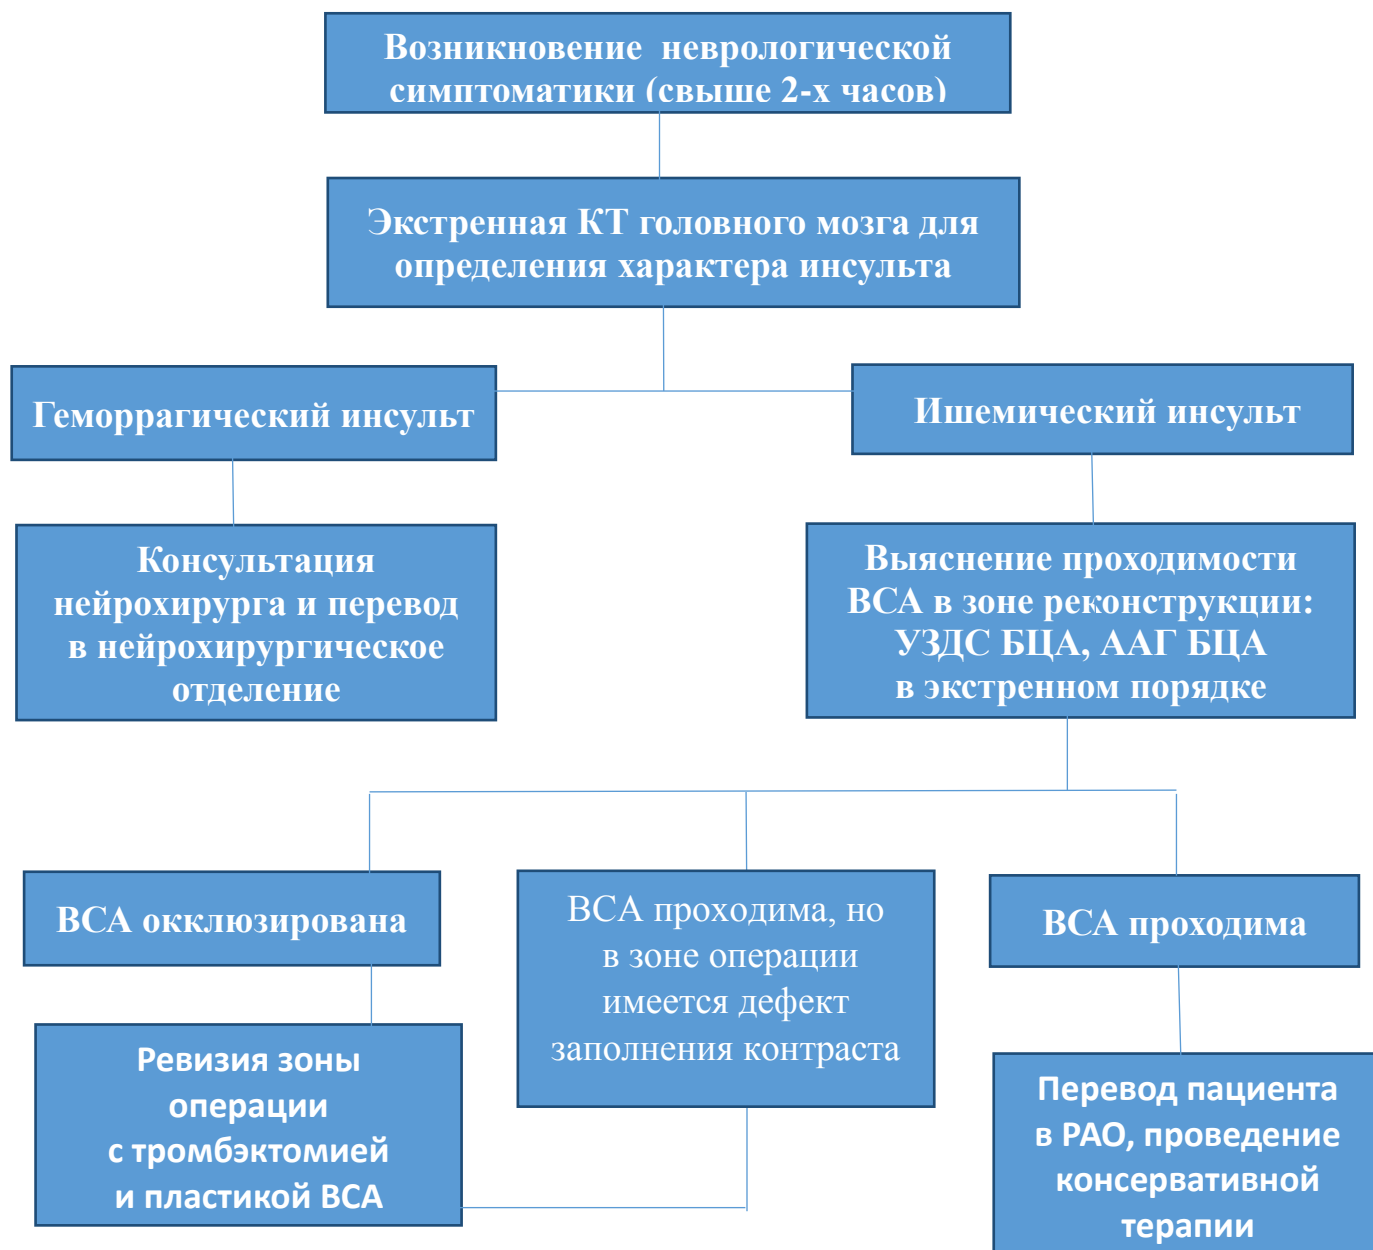 Возникновение неврологической
симптоматики (свыше 2-х часов)
Экстренная КТ головного мозга для
определения характера инсульта
Геморрагический инсульт
Ишемический инсульт
Консультация
нейрохирурга и перевод
в нейрохирургическое
отделение
Выяснение проходимости
ВСА в зоне реконструкции:
УЗДС БЦА, ААГ БЦА
в экстренном порядке
ВСА окклюзирована
ВСА проходима, но
в зоне операции
имеется дефект
заполнения контраста
ВСА проходима
Ревизия зоны
операции
с тромбэктомией
и пластикой ВСА
Перевод пациента
в РАО, проведение
консервативной
терапии